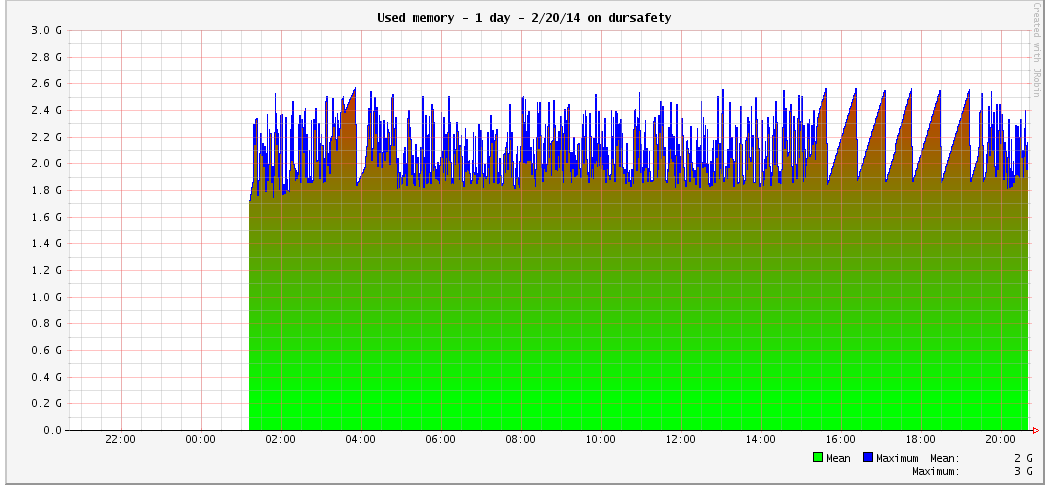 Used memory - 1 day - 2/20/14 on dursafety
Created with JRobin
3.0 G
2.8 G
2.6 G
2.4 G
2.2 G
2.0 G
1.8 G
1.6 G
1.4 G
1.2 G
1.0 G
0.8 G
0.6 G
0.4 G
0.2 G
0.0
22:00 00:00 02:00 04:00 06:00 08:00 10:00 12:00 14:00 16:00 18:00 20:00
Mean Maximum Mean: 2 G
Maximum: 3 G